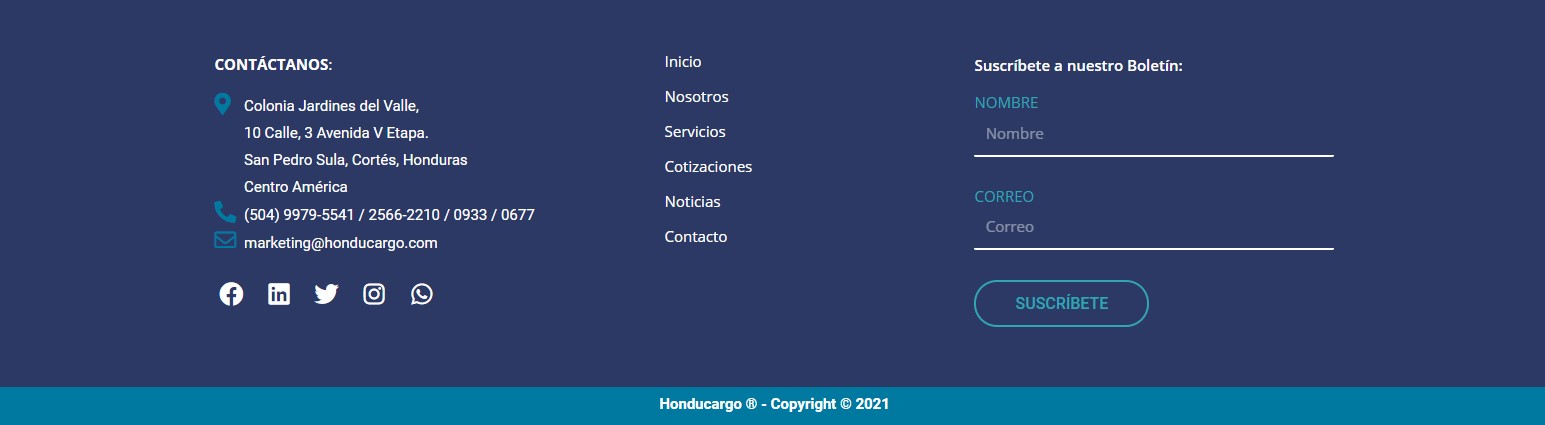 CONTÁCTANOS:
Colonia Jardines del Valle,
10 Calle, 3 Avenida V Etapa.
San Pedro Sula, Cortés, Honduras
Centro América
(504) 9979-5541 / 2566-2210 / 0933 / 0677
marketing@honducargo.com
Inicio
Nosotros
Servicios
Cotizaciones
Noticias
Contacto
Suscríbete a nuestro Boletín:
NOMBRE
Nombre
CORREO
Correo
SUSCRÍBETE
Honducargo ® - Copyright © 2021